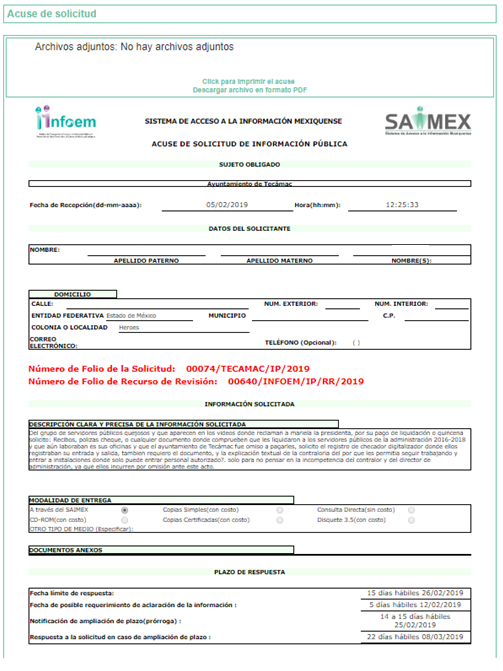 Acuse de solicitud
Archivos adjuntos: No hay archivos adjuntos
Click para imprimir el acuse
Descargar archivo en formato PDF
infoem
SISTEMA DE ACCESO A LA INFORMACIÓN MEXIQUENSE
SAIMEX
Sistema de Acceso a la Información Mexiquense
ACUSE DE SOLICITUD DE INFORMACIÓN PÚBLICA
SUJETO OBLIGADO
Ayuntamiento de Tecámac
Fecha de Recepción(dd-mm-aaaa): 05/02/2019 Hora(hh:mm): 12:25:33
DATOS DEL SOLICITANTE
NOMBRE:
APELLIDO PATERNO APELLIDO MATERNO NOMBRE(S):
DOMICILIO
CALLE: NUM. EXTERIOR: NUM. INTERIOR:
ENTIDAD FEDERATIVA Estado de México MUNICIPIO C.P.
COLONIA O LOCALIDAD Heroes
CORREO
ELECTRÓNICO: TELÉFONO (Opcional): ( )
Número de Folio de la Solicitud: 00074/TECAMAC/IP/2019
Número de Folio de Recurso de Revisión: 00640/INFOEM/IP/RR/2019
INFORMACIÓN SOLICITADA
DESCRIPCIÓN CLARA Y PRECISA DE LA INFORMACIÓN SOLICITADA
Del grupo de servidores públicos quejosos y que aparecen en los videos donde reclaman a mariela la presidenta, por su pago de liquidación o quincena
solicito: Recibos, polizas cheque, o cualquier documento donde comprueben que les liquidaron a los servidores públicos de la administración 2016-2018
y que aún laboraban es sus oficinas y que el ayuntamiento de Tecámac fue omiso a pagarles, solicito el registro de checador digitalizador donde ellos
registraban su entrada y salida, tambien requiero el documento, y la explicación textual de la contraloria del por que les permitia seguir trabajando y
entrar a instalaciones donde solo puede entrar personal autorizado?. solo para no pensar en la incompetencia del contralor y del director de
administración, ya que ellos incurren por omisión ante este acto.
MODALIDAD DE ENTREGA
A través del SAIMEX Copias Simples(con costo) Consulta Directa(sin costo)
CD-ROM(con costo) Copias Certificadas(con costo) Disquete 3.5(con costo)
OTRO TIPO DE MEDIO (Especificar):
DOCUMENTOS ANEXOS
PLAZO DE RESPUESTA
Fecha límite de respuesta: 15 días hábiles 26/02/2019
Fecha de posible requerimiento de aclaración de la información : 5 días hábiles 12/02/2019
Notificación de ampliación de plazo(prórroga) : 14 a 15 días hábiles
25/02/2019
Respuesta a la solicitud en caso de ampliación de plazo : 22 días hábiles 08/03/2019